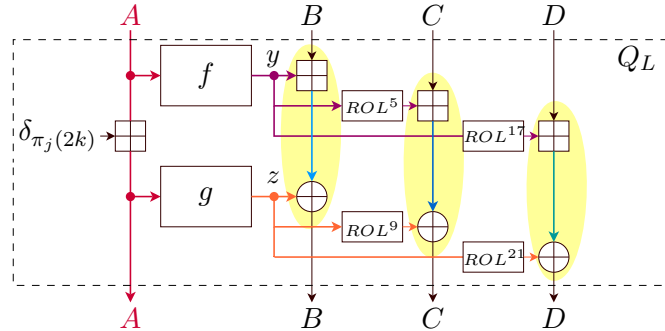 A B C D
Q_L
f y
ROL^5
ROL^17
δ_{π_j(2k)}
g z
ROL^9
ROL^21
A B C D